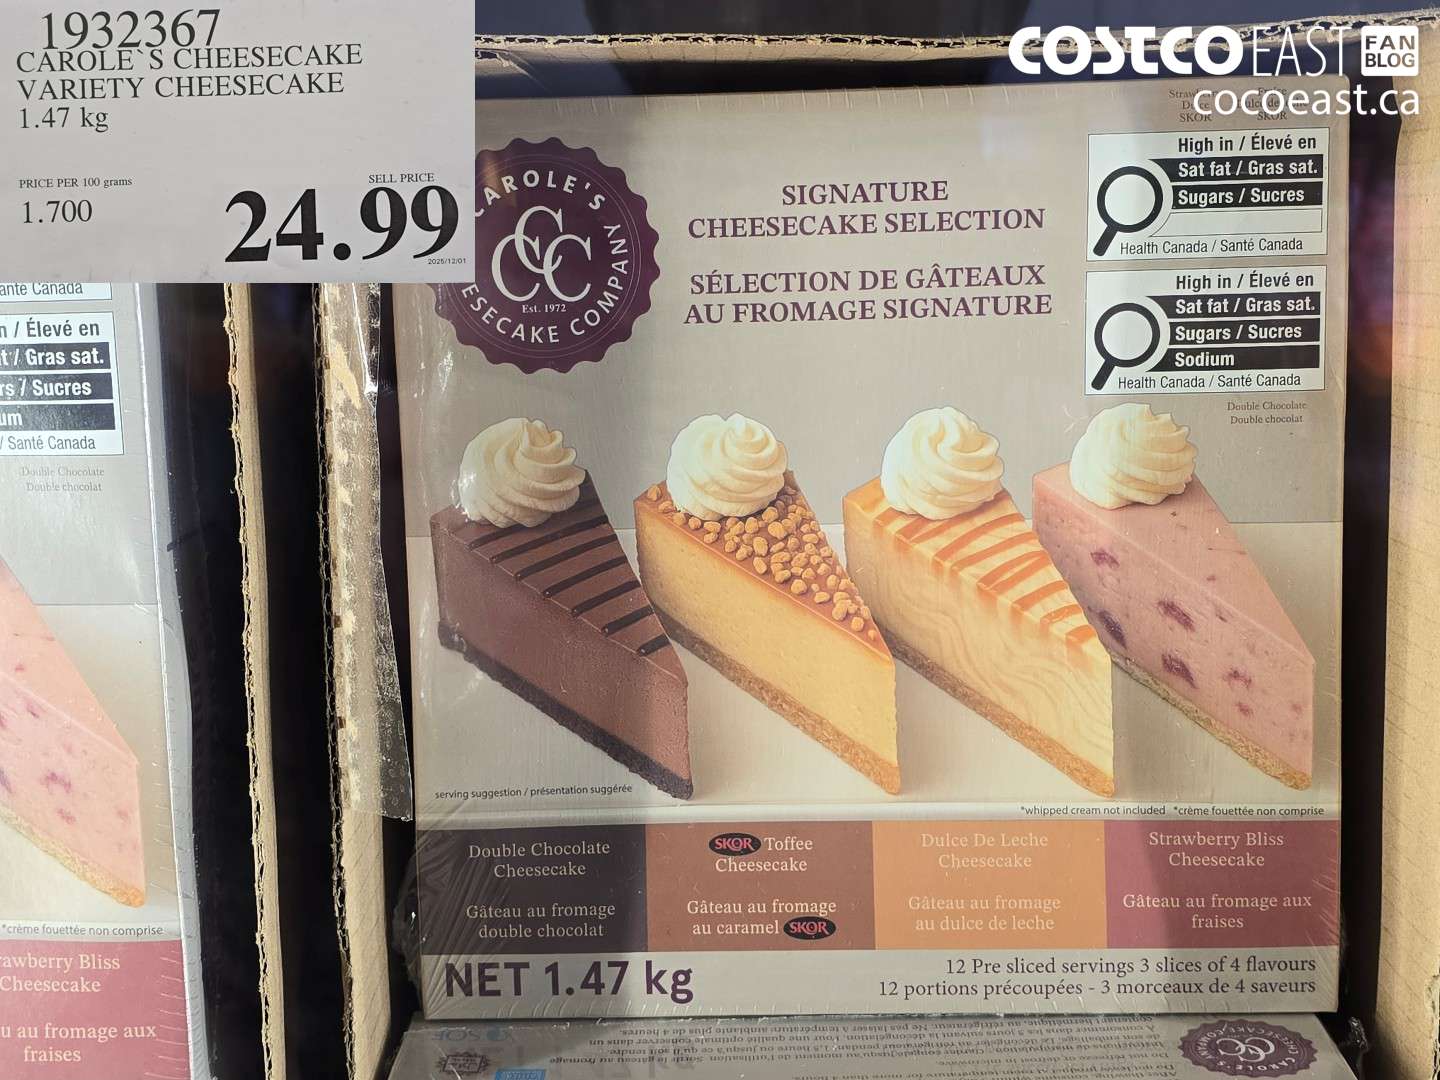 1932367
CAROLE`S CHEESECAKE
VARIETY CHEESECAKE
1.47 kg
PRICE PER 100 grams
1.700
SELL PRICE
24.99
2025/12/01
COSTCO EAST FAN BLOG
cocoeast.ca
CAROLE'S
CCC
Est. 1972
CHEESECAKE COMPANY
SIGNATURE
CHEESECAKE SELECTION
SÉLECTION DE GÂTEAUX
AU FROMAGE SIGNATURE
SKOR
SKOR
High in / Élevé en
Sat fat / Gras sat.
Sugars / Sucres
Health Canada / Santé Canada
High in / Élevé en
Sat fat / Gras sat.
Sugars / Sucres
Sodium
Health Canada / Santé Canada
Double Chocolate
Double chocolat
serving suggestion / présentation suggérée
*whipped cream not included *crème fouettée non comprise
Double Chocolate
Cheesecake
Gâteau au fromage
double chocolat
SKOR Toffee
Cheesecake
Gâteau au fromage
au caramel SKOR
Dulce De Leche
Cheesecake
Gâteau au fromage
au dulce de leche
Strawberry Bliss
Cheesecake
Gâteau au fromage aux
fraises
NET 1.47 kg
12 Pre sliced servings 3 slices of 4 flavours
12 portions précoupées - 3 morceaux de 4 saveurs
Canada
/ Élevé en
/ Gras sat.
/ Sucres
/ Santé Canada
Double Chocolate
Double chocolat
*crème fouettée non comprise
Bliss
Cheesecake
au fromage aux
fraises